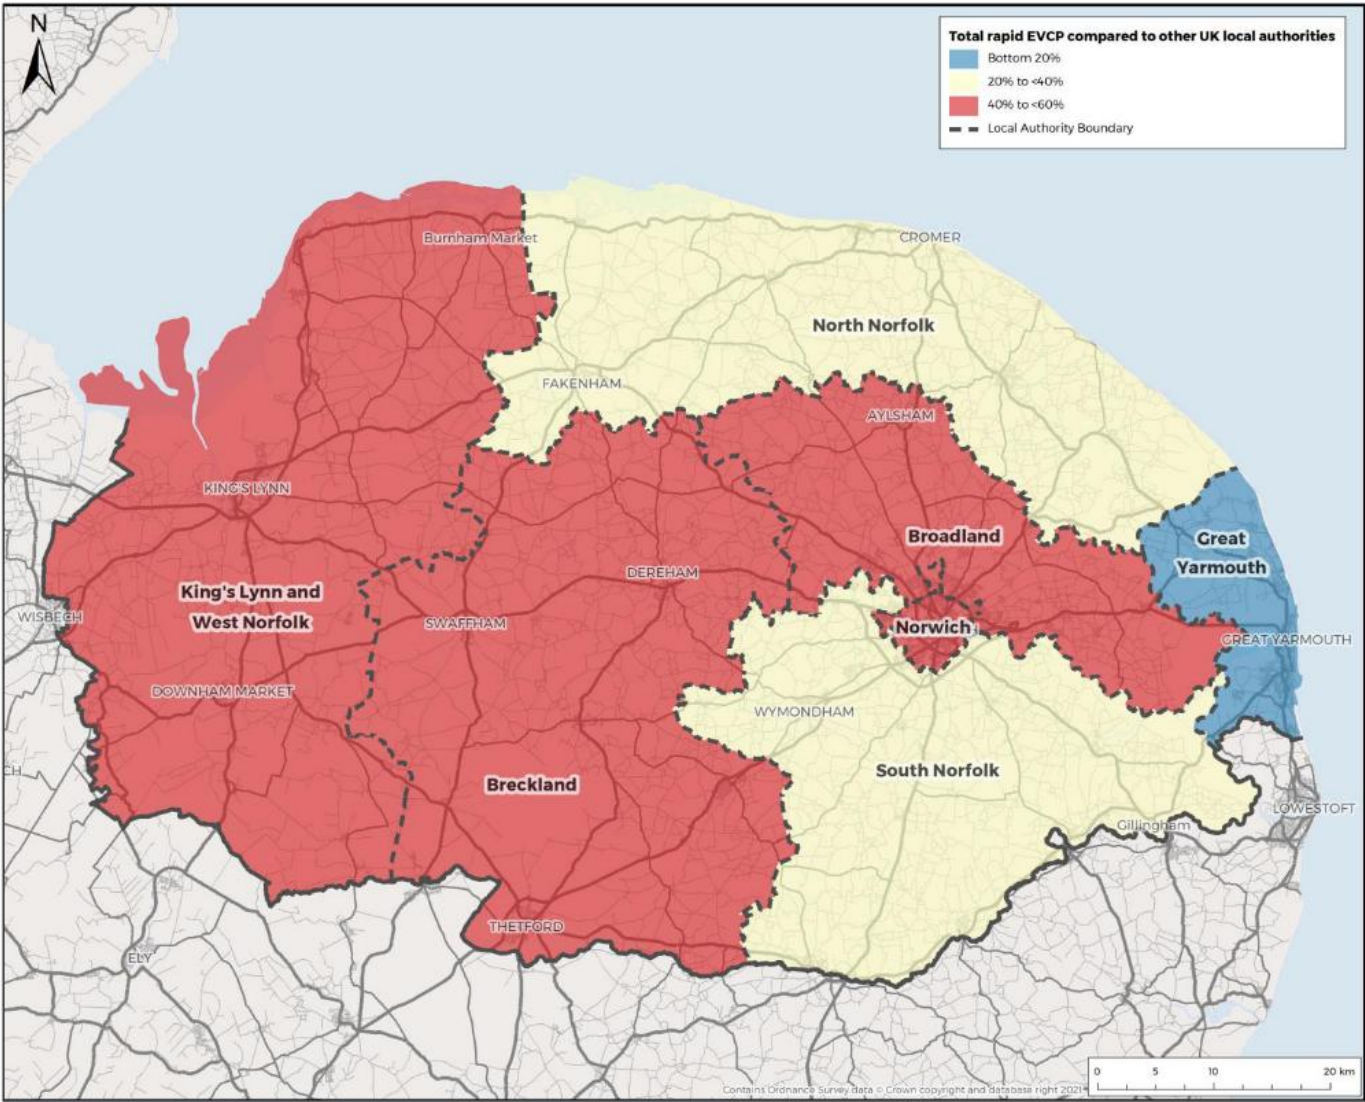 N
Total rapid EVCP compared to other UK local authorities
Bottom 20%
20% to <40%
40% to <60%
Local Authority Boundary
Burnham Market
CROMER
North Norfolk
FAKENHAM
AYLSHAM
KING'S LYNN
Broadland
Great
Yarmouth
DEREHAM
King's Lynn and
West Norfolk
WISBECH
SWAFFHAM
Norwich
GREAT YARMOUTH
DOWNHAM MARKET
WYMONDHAM
CH
South Norfolk
Breckland
LOWESTOFT
Gillingham
THETFORD
ELY
0 5 10 20 km
Contains Ordnance Survey data © Crown copyright and database right 2021